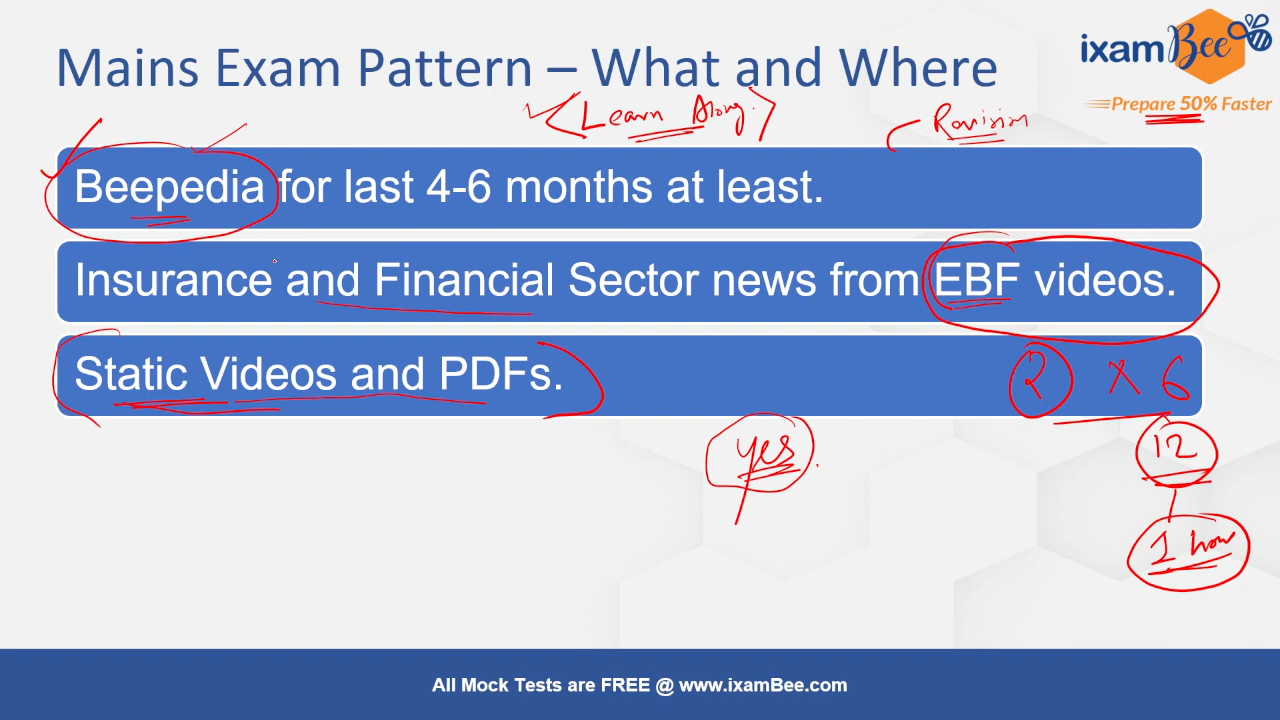 Mains Exam Pattern – What and Where
ixamBee
Prepare 50% Faster
Learn Along
Revision
Beepedia for last 4-6 months at least.
Insurance and Financial Sector news from EBF videos.
Static Videos and PDFs.
2 x 6
yes
12
1 hour
All Mock Tests are FREE @ www.ixamBee.com